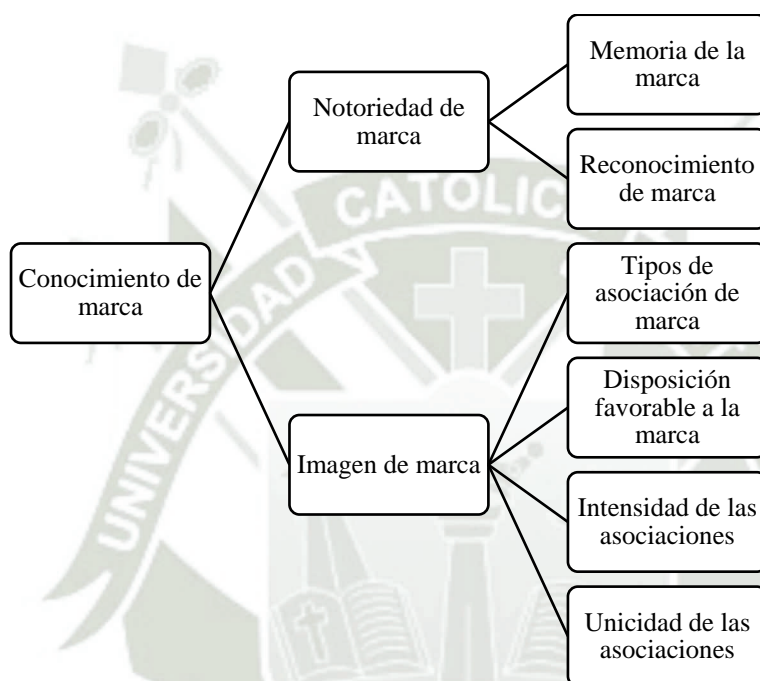 Conocimiento de
marca
Notoriedad de
marca
Memoria de la
marca
Reconocimiento
de marca
Imagen de marca
Tipos de
asociación de
marca
Disposición
favorable a la
marca
Intensidad de las
asociaciones
Unicidad de las
asociaciones
UNIVERSIDAD
CATOLIC